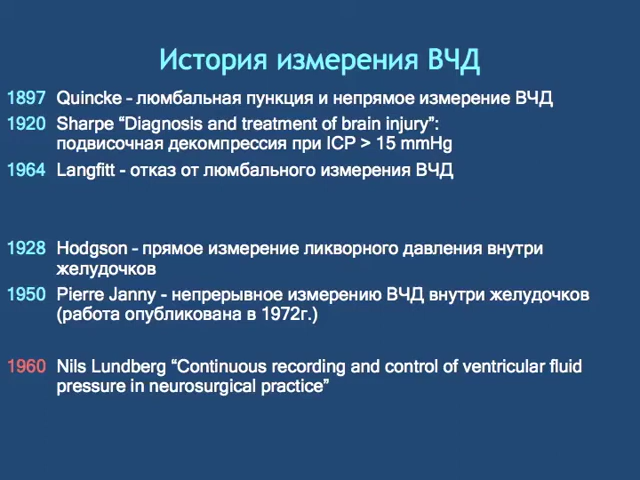 История измерения ВЧД
1897 Quincke - люмбальная пункция и непрямое измерение ВЧД
1920 Sharpe “Diagnosis and treatment of brain injury”:
подвисочная декомпрессия при ICP > 15 mmHg
1964 Langfitt - отказ от люмбального измерения ВЧД
1928 Hodgson - прямое измерение ликворного давления внутри
желудочков
1950 Pierre Janny - непрерывное измерению ВЧД внутри желудочков
(работа опубликована в 1972г.)
1960 Nils Lundberg “Continuous recording and control of ventricular fluid
pressure in neurosurgical practice”